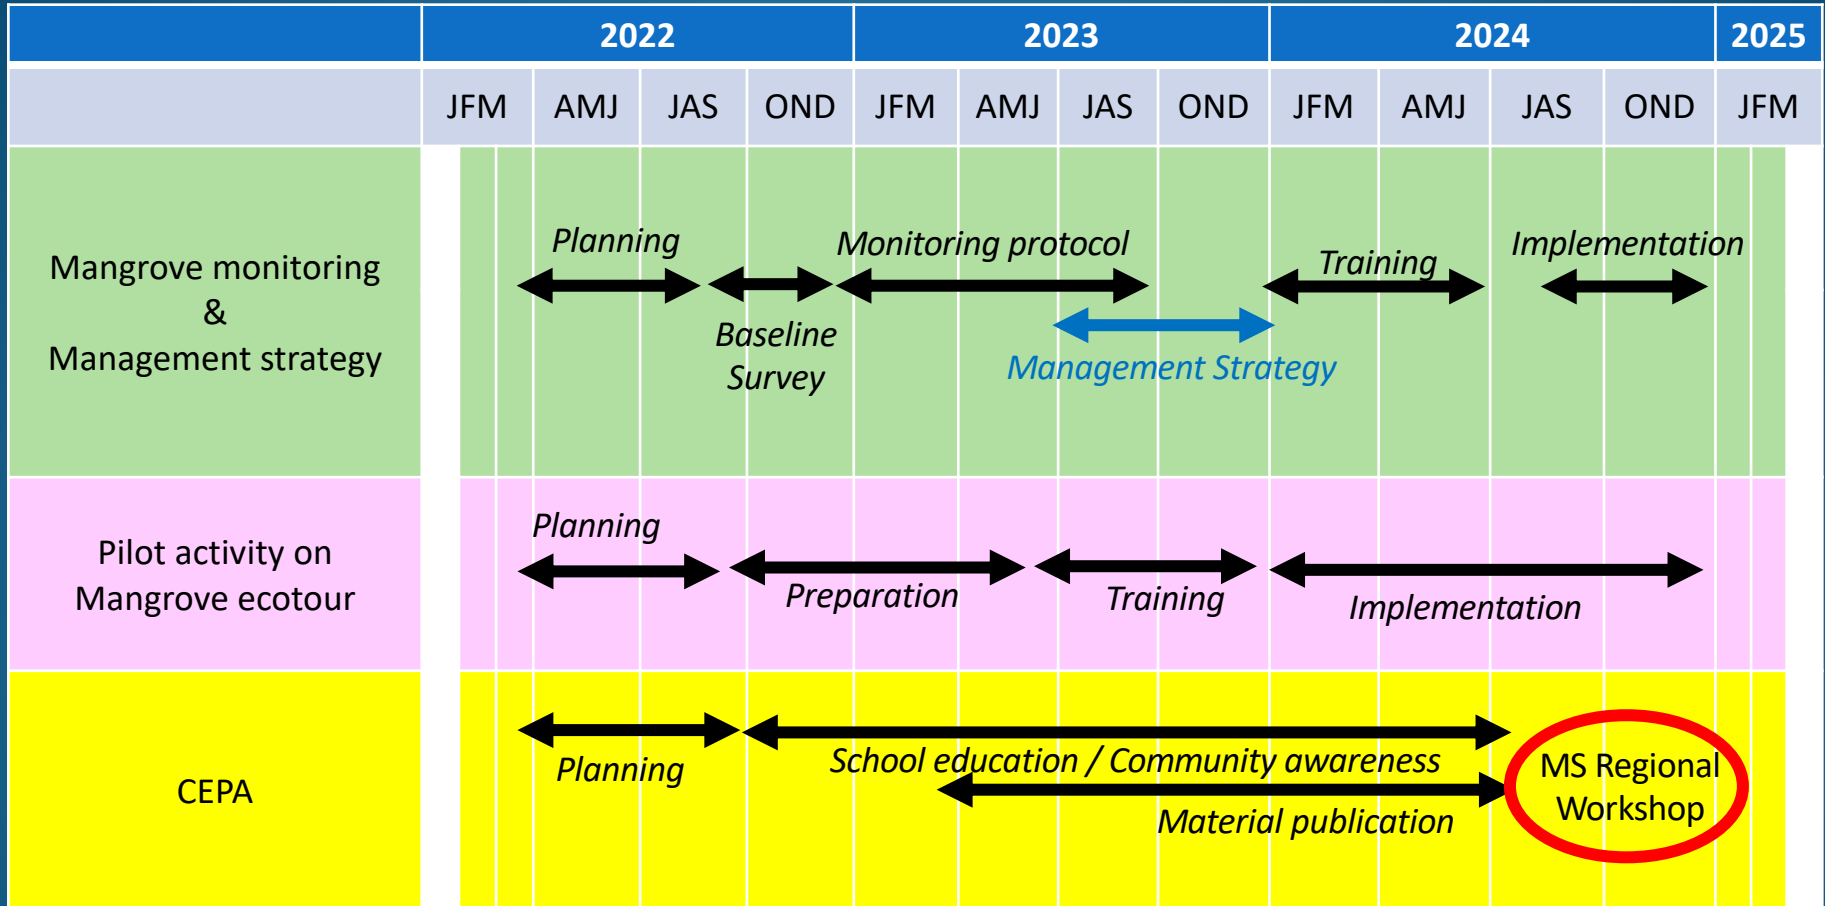 2022 2023 2024 2025
JFM AMJ JAS OND JFM AMJ JAS OND JFM AMJ JAS OND JFM
Mangrove monitoring
&
Management strategy
Planning
Baseline
Survey
Monitoring protocol
Management Strategy
Training
Implementation
Pilot activity on
Mangrove ecotour
Planning
Preparation
Training
Implementation
CEPA
Planning
School education / Community awareness
Material publication
MS Regional
Workshop